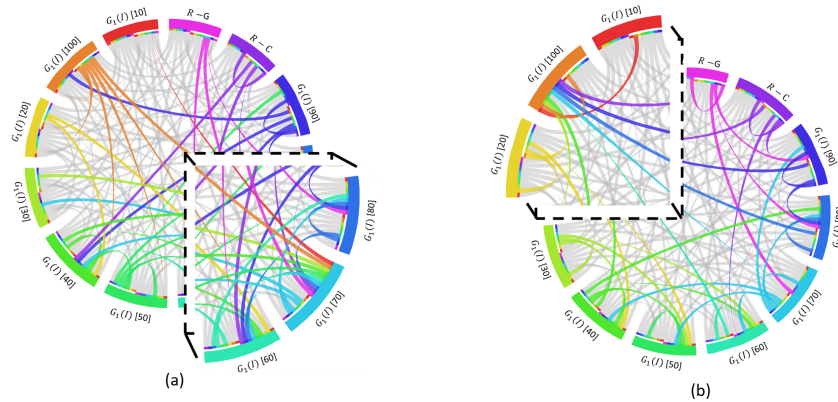 G₁(I) [10]
R – G
R – C
G₁(I) [90]
G₁(I) [80]
G₁(I) [70]
G₁(I) [60]
G₁(I) [50]
G₁(I) [40]
G₁(I) [30]
G₁(I) [20]
G₁(I) [100]
(a)
G₁(I) [10]
R – G
R – C
G₁(I) [90]
G₁(I) [70]
G₁(I) [60]
G₁(I) [50]
G₁(I) [40]
G₁(I) [30]
G₁(I) [20]
G₁(I) [100]
(b)